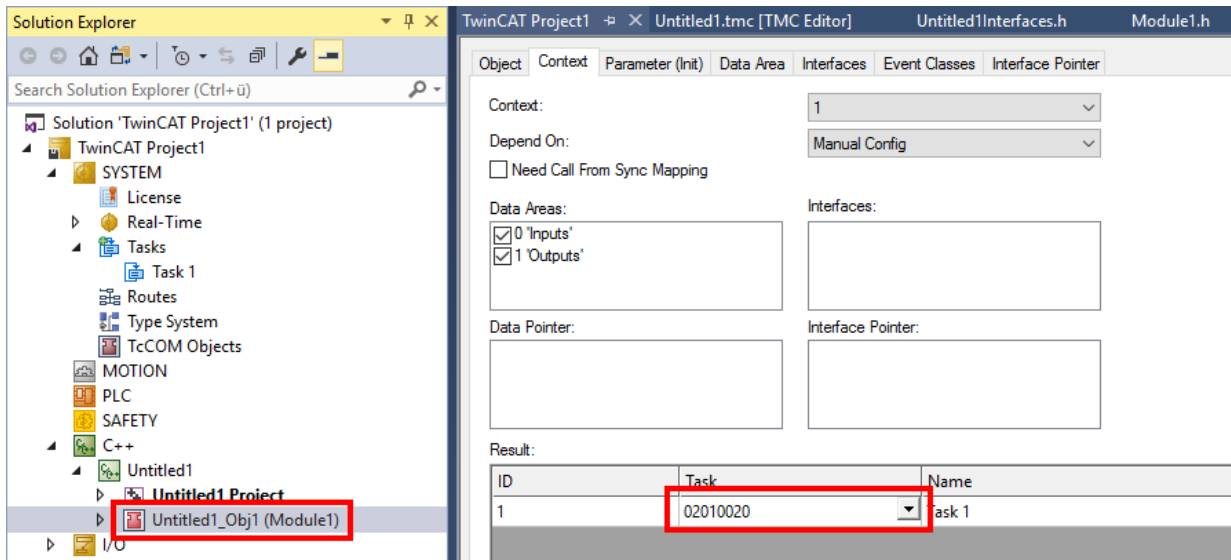 Solution Explorer
Search Solution Explorer (Ctrl+ü)
Solution 'TwinCAT Project1' (1 project)
TwinCAT Project1
SYSTEM
License
Real-Time
Tasks
Task 1
Routes
Type System
TcCOM Objects
MOTION
PLC
SAFETY
C++
Untitled1
Untitled1 Project
Untitled1_Obj1 (Module1)
I/O
TwinCAT Project1 Untitled1.tmc [TMC Editor] Untitled1Interfaces.h Module1.h
Object Context Parameter (Init) Data Area Interfaces Event Classes Interface Pointer
Context: 1
Depend On: Manual Config
Need Call From Sync Mapping
Data Areas: Interfaces:
0 'Inputs'
1 'Outputs'
Data Pointer: Interface Pointer:
Result:
ID Task Name
1 02010020 Task 1